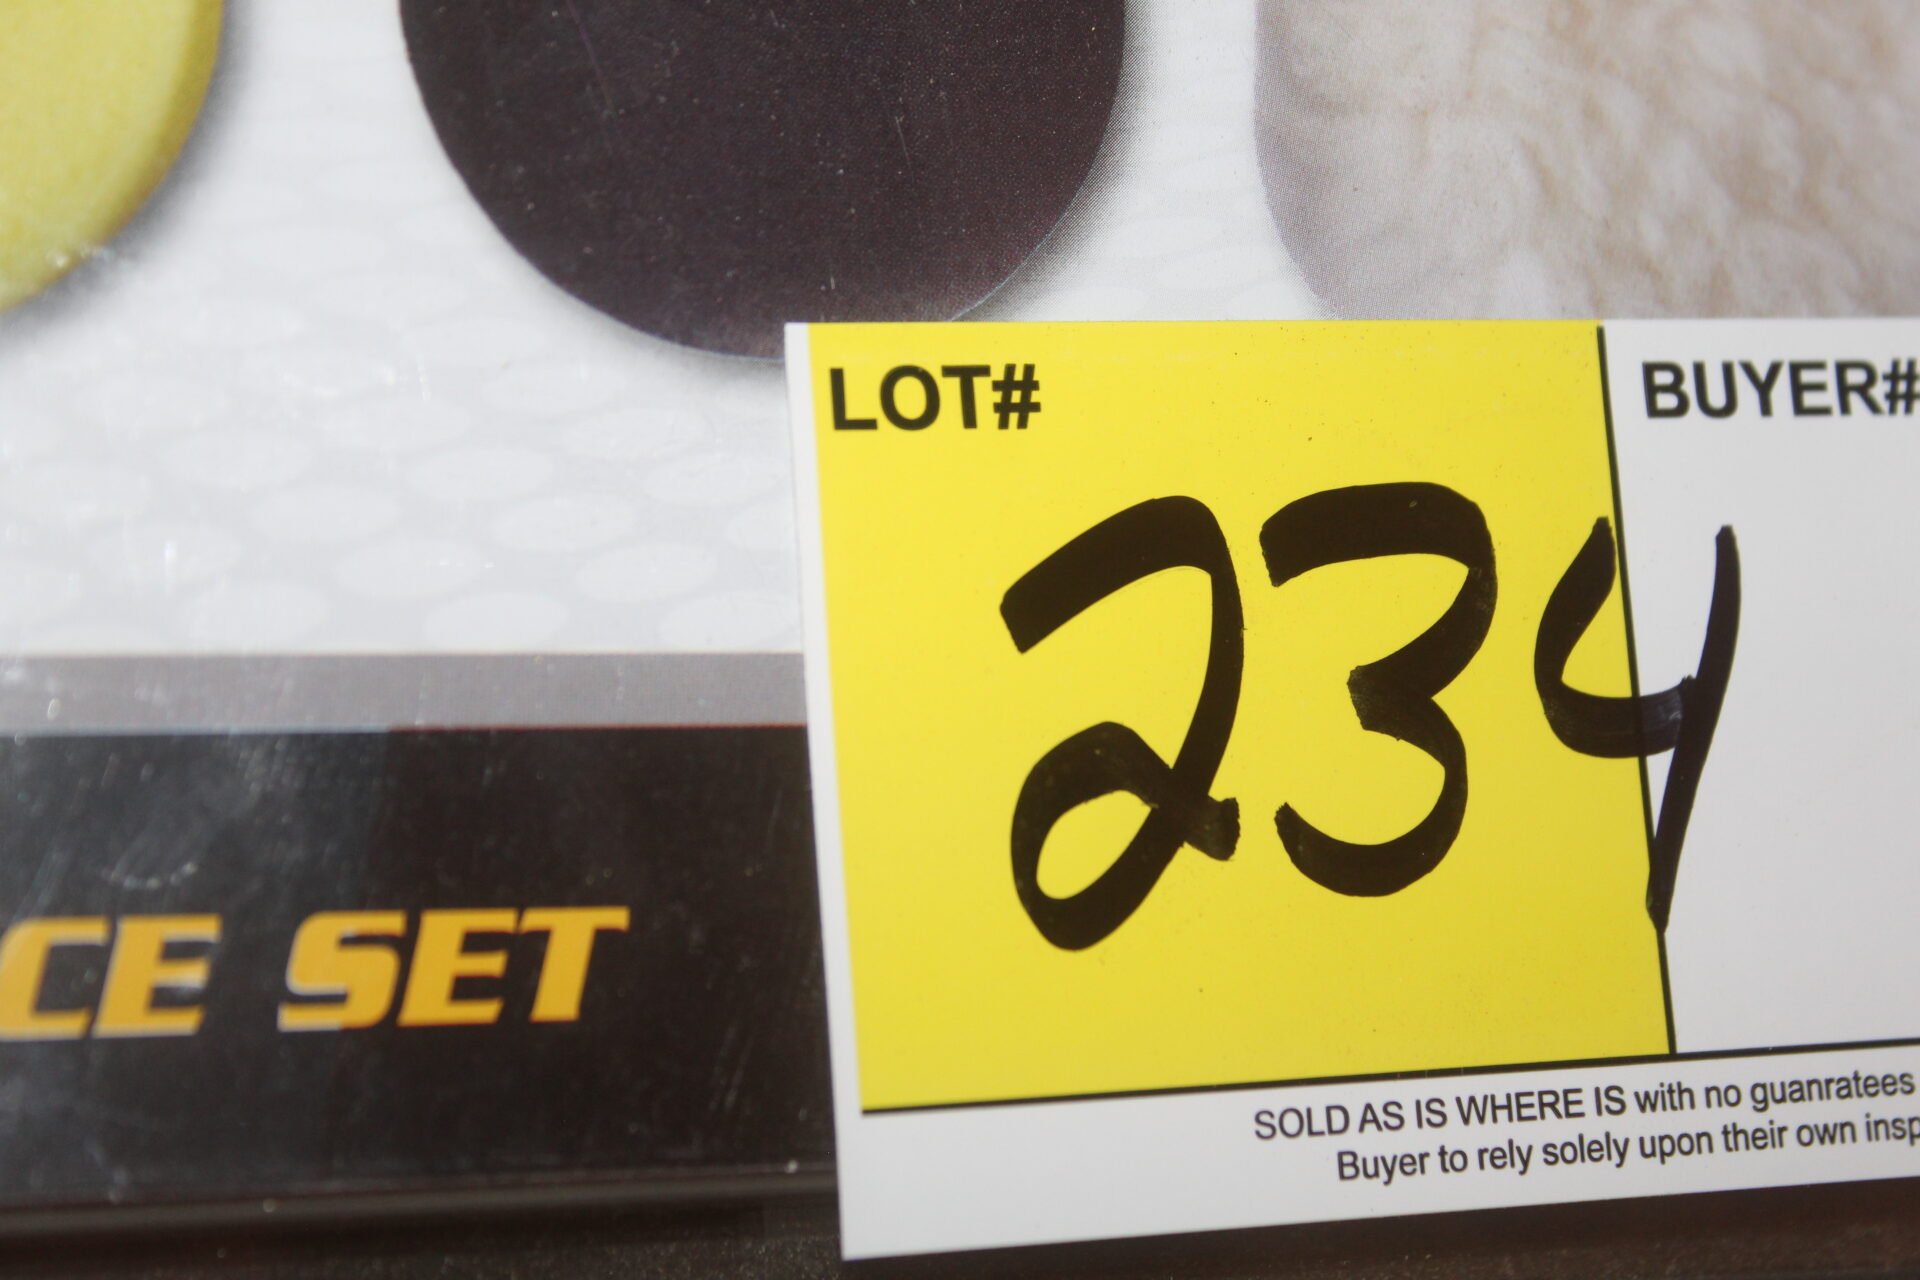 LOT#
BUYER#
234
CE SET
SOLD AS IS WHERE IS with no guanratees
Buyer to rely solely upon their own insp